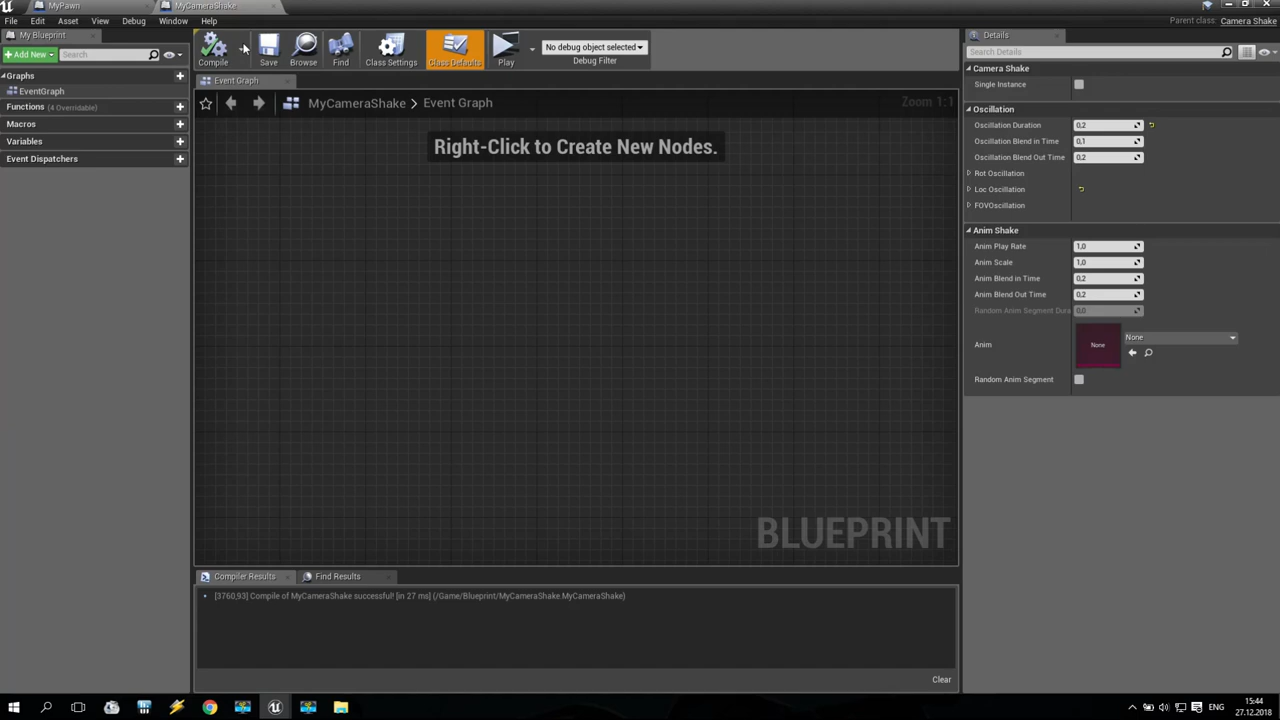 MyPawn
MyCameraShake
File Edit Asset View Debug Window Help
Parent class: Camera Shake
My Blueprint
Add New
Search
Graphs
EventGraph
Functions (4 Overridable)
Macros
Variables
Event Dispatchers
Compile
Save
Browse
Find
Class Settings
Class Defaults
Play
No debug object selected
Debug Filter
Event Graph
MyCameraShake > Event Graph
Zoom 1:1
Right-Click to Create New Nodes.
BLUEPRINT
Compiler Results
Find Results
[3760,93] Compile of MyCameraShake successful! [in 27 ms] (/Game/Blueprint/MyCameraShake.MyCameraShake)
Clear
Details
Search Details
Camera Shake
Single Instance
Oscillation
Oscillation Duration 0,2
Oscillation Blend in Time 0,1
Oscillation Blend Out Time 0,2
Rot Oscillation
Loc Oscillation
FOVOscillation
Anim Shake
Anim Play Rate 1,0
Anim Scale 1,0
Anim Blend in Time 0,2
Anim Blend Out Time 0,2
Random Anim Segment Dura 0,0
Anim
None
None
Random Anim Segment
ENG
15:44
27.12.2018